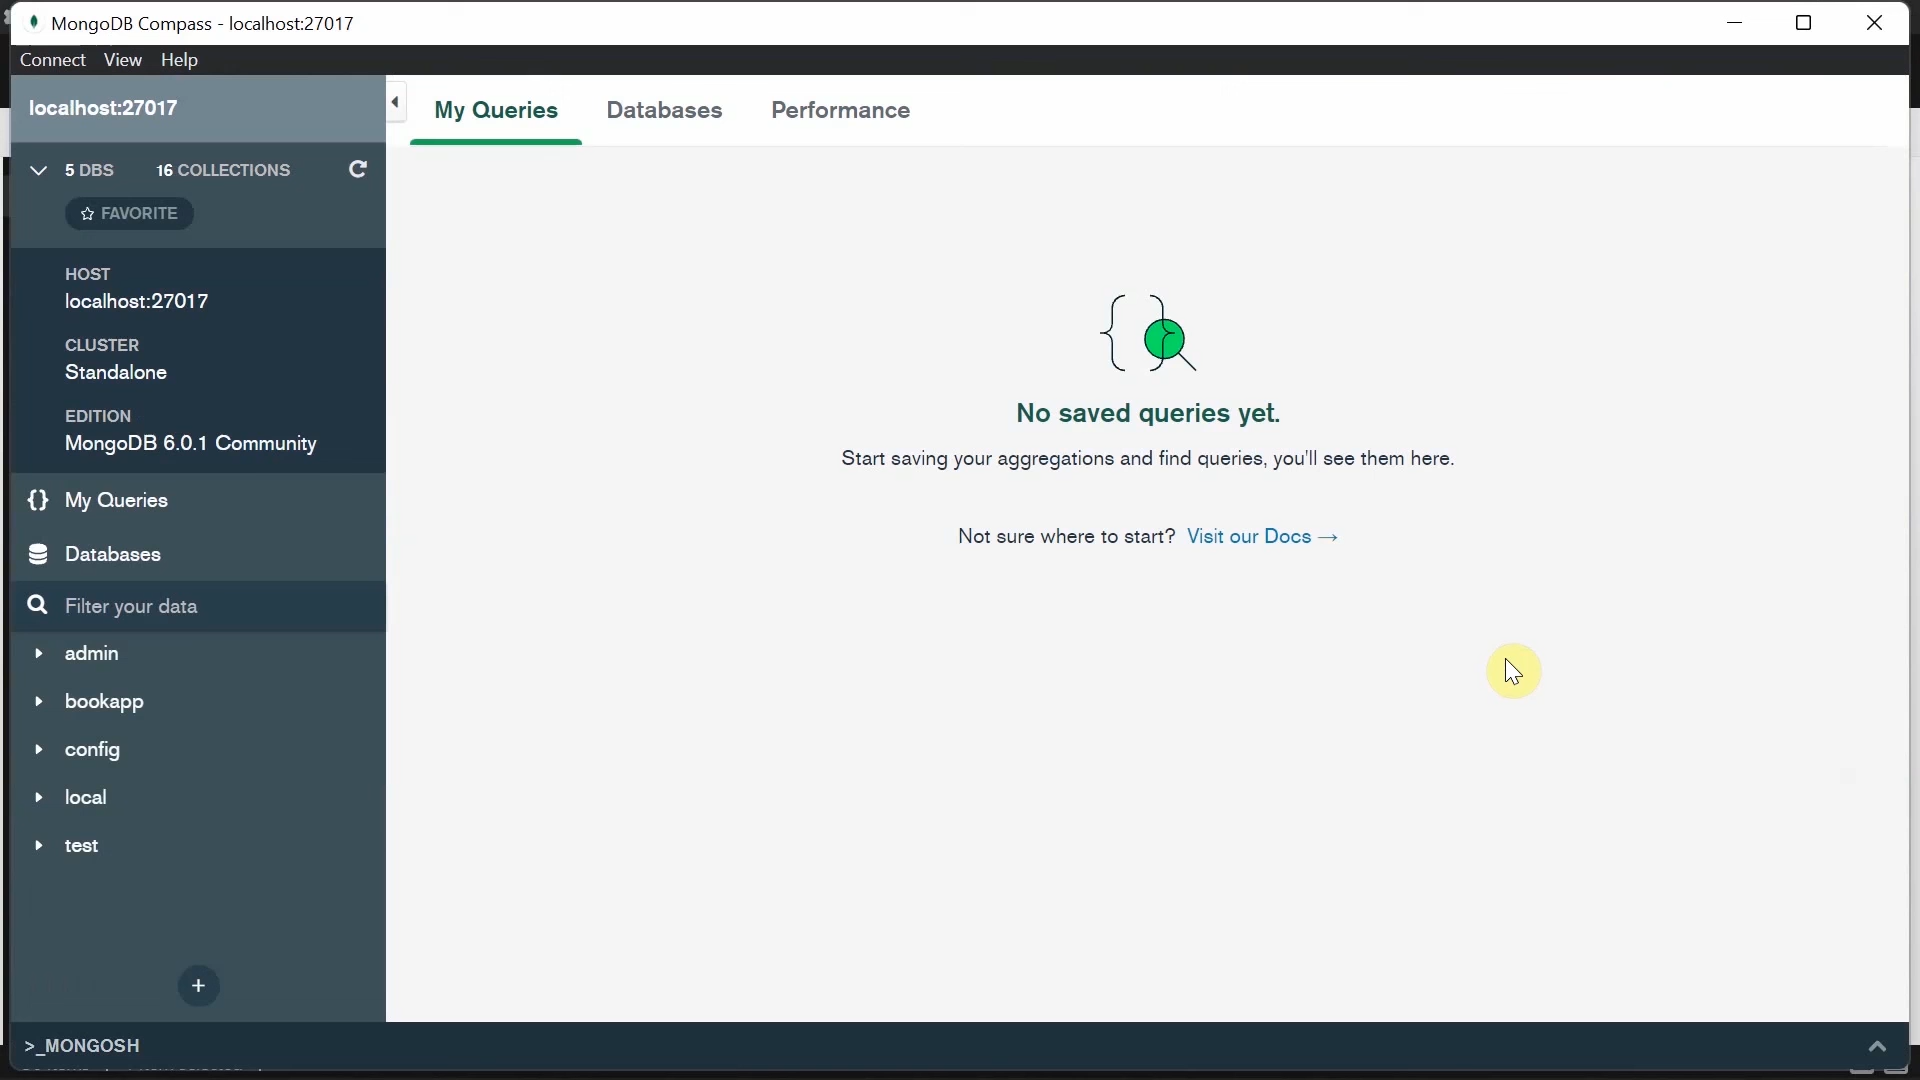 MongoDB Compass - localhost:27017
Connect View Help
localhost:27017
My Queries Databases Performance
5 DBS 16 COLLECTIONS
FAVORITE
HOST
localhost:27017
CLUSTER
Standalone
EDITION
MongoDB 6.0.1 Community
My Queries
Databases
Filter your data
admin
bookapp
config
local
test
+
No saved queries yet.
Start saving your aggregations and find queries, you'll see them here.
Not sure where to start? Visit our Docs →
>_MONGOSH